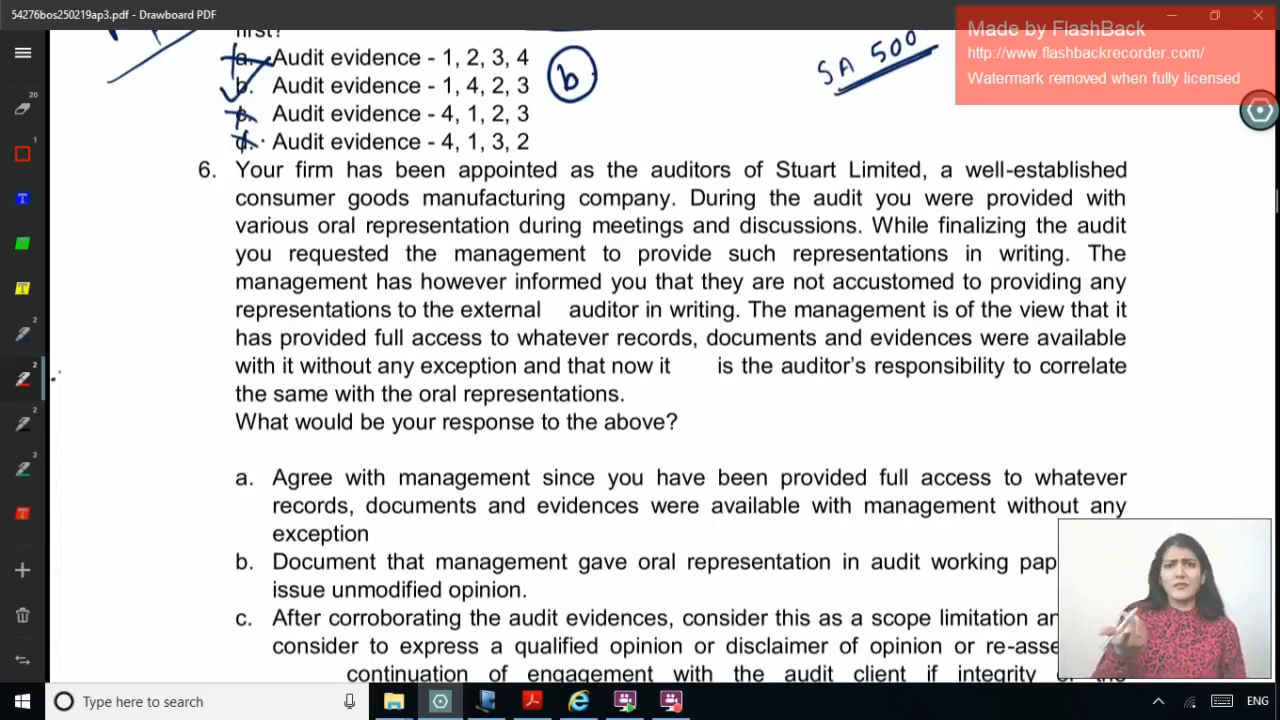 54276bos250219ap3.pdf - Drawboard PDF
Made by FlashBack
http://www.flashbackrecorder.com/
Watermark removed when fully licensed
first?
a. Audit evidence - 1, 2, 3, 4
b. Audit evidence - 1, 4, 2, 3
b
SA 500
c. Audit evidence - 4, 1, 2, 3
d. Audit evidence - 4, 1, 3, 2
6. Your firm has been appointed as the auditors of Stuart Limited, a well-established
consumer goods manufacturing company. During the audit you were provided with
various oral representation during meetings and discussions. While finalizing the audit
you requested the management to provide such representations in writing. The
management has however informed you that they are not accustomed to providing any
representations to the external auditor in writing. The management is of the view that it
has provided full access to whatever records, documents and evidences were available
with it without any exception and that now it is the auditor's responsibility to correlate
the same with the oral representations.
What would be your response to the above?
a. Agree with management since you have been provided full access to whatever
records, documents and evidences were available with management without any
exception
b. Document that management gave oral representation in audit working pap
issue unmodified opinion.
c. After corroborating the audit evidences, consider this as a scope limitation an
consider to express a qualified opinion or disclaimer of opinion or re-asse
continuation of engagement with the audit client if integrity of the
20
1
2
2
2
2
Type here to search
ENG